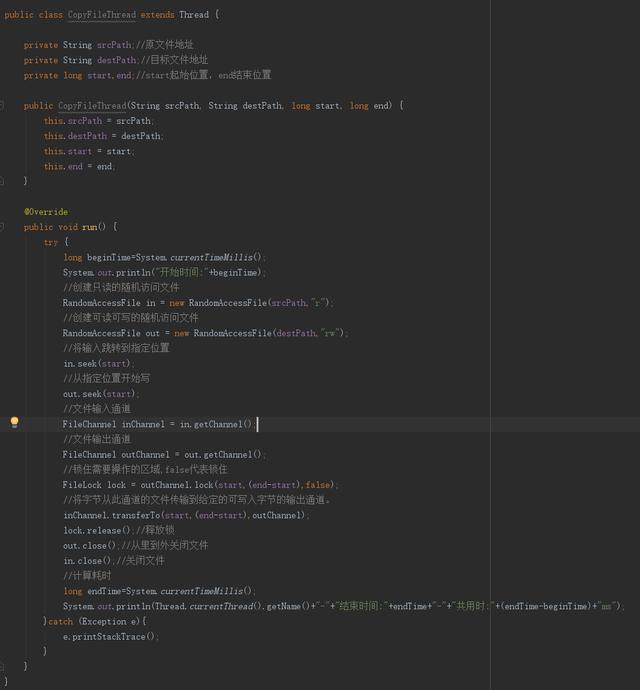 public class CopyFileThread extends Thread {
private String srcPath;//原文件地址
private String destPath;//目标文件地址
private long start,end;//start起始位置，end结束位置
public CopyFileThread(String srcPath, String destPath, long start, long end) {
this.srcPath = srcPath;
this.destPath = destPath;
this.start = start;
this.end = end;
}
@Override
public void run() {
try {
long beginTime=System.currentTimeMillis();
System.out.println("开始时间:"+beginTime);
//创建只读的随机访问文件
RandomAccessFile in = new RandomAccessFile(srcPath,"r");
//创建可读可写的随机访问文件
RandomAccessFile out = new RandomAccessFile(destPath,"rw");
//将输入跳转到指定位置
in.seek(start);
//从指定位置开始写
out.seek(start);
//文件输入通道
FileChannel inChannel = in.getChannel();
//文件输出通道
FileChannel outChannel = out.getChannel();
//锁住需要操作的区域,false代表锁住
FileLock lock = outChannel.lock(start,(end-start),false);
//将字节从此通道的文件传输到给定的可写入字节的输出通道。
inChannel.transferTo(start,(end-start),outChannel);
lock.release();//释放锁
out.close();//从里到外关闭文件
in.close();//关闭文件
//计算耗时
long endTime=System.currentTimeMillis();
System.out.println(Thread.currentThread().getName()+"-"+"结束时间:"+endTime+"-"+"共用时:"+(endTime-beginTime)+"ms");
}catch (Exception e){
e.printStackTrace();
}
}
}